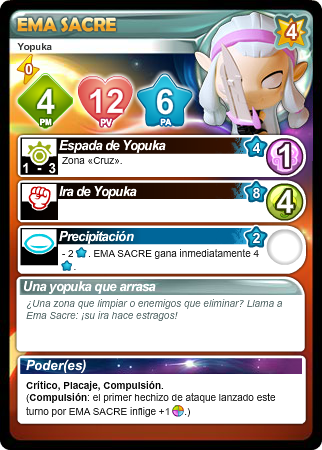 EMA SACRE
4
Yopuka
0
4
PM
12
PV
6
PA
Espada de Yopuka
4
1
1 - 3
Zona «Cruz».
Ira de Yopuka
8
4
Precipitación
2
- 2 . EMA SACRE gana inmediatamente 4
.
Una yopuka que arrasa
¿Una zona que limpiar o enemigos que eliminar? Llama a
Ema Sacre: ¡su ira hace estragos!
Poder(es)
Crítico, Placaje, Compulsión.
(Compulsión: el primer hechizo de ataque lanzado este
turno por EMA SACRE inflige +1 .)